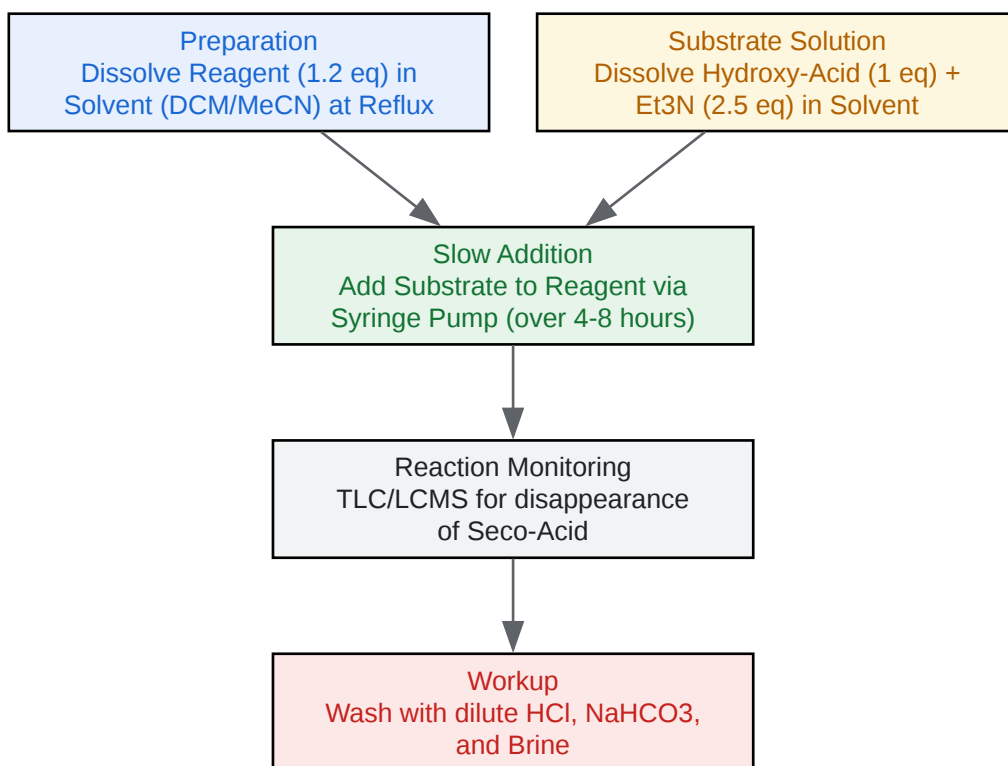 Preparation
Dissolve Reagent (1.2 eq) in
Solvent (DCM/MeCN) at Reflux
Substrate Solution
Dissolve Hydroxy-Acid (1 eq) +
Et3N (2.5 eq) in Solvent
Slow Addition
Add Substrate to Reagent via
Syringe Pump (over 4-8 hours)
Reaction Monitoring
TLC/LCMS for disappearance
of Seco-Acid
Workup
Wash with dilute HCl, NaHCO3,
and Brine